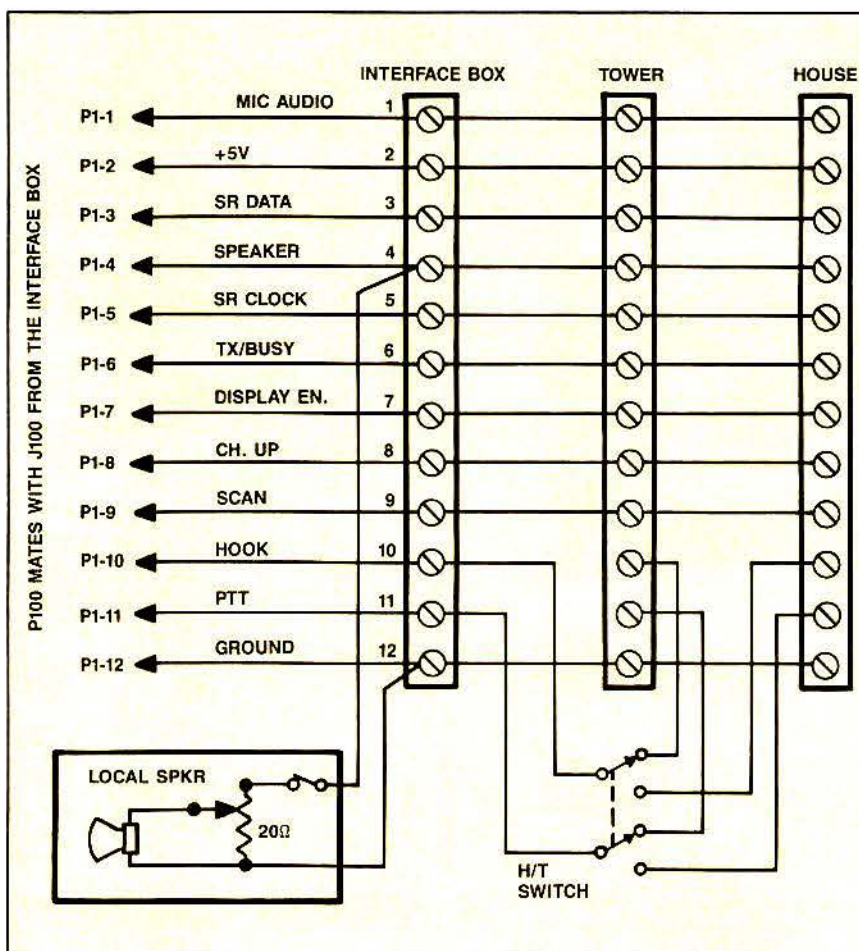 INTERFACE BOX TOWER HOUSE
P1-1 MIC AUDIO 1
P1-2 +5V 2
P1-3 SR DATA 3
P1-4 SPEAKER 4
P1-5 SR CLOCK 5
P1-6 TX/BUSY 6
P1-7 DISPLAY EN. 7
P1-8 CH. UP 8
P1-9 SCAN 9
P1-10 HOOK 10
P1-11 PTT 11
P1-12 GROUND 12
P100 MATES WITH J100 FROM THE INTERFACE BOX
LOCAL SPKR
20Ω
H/T
SWITCH